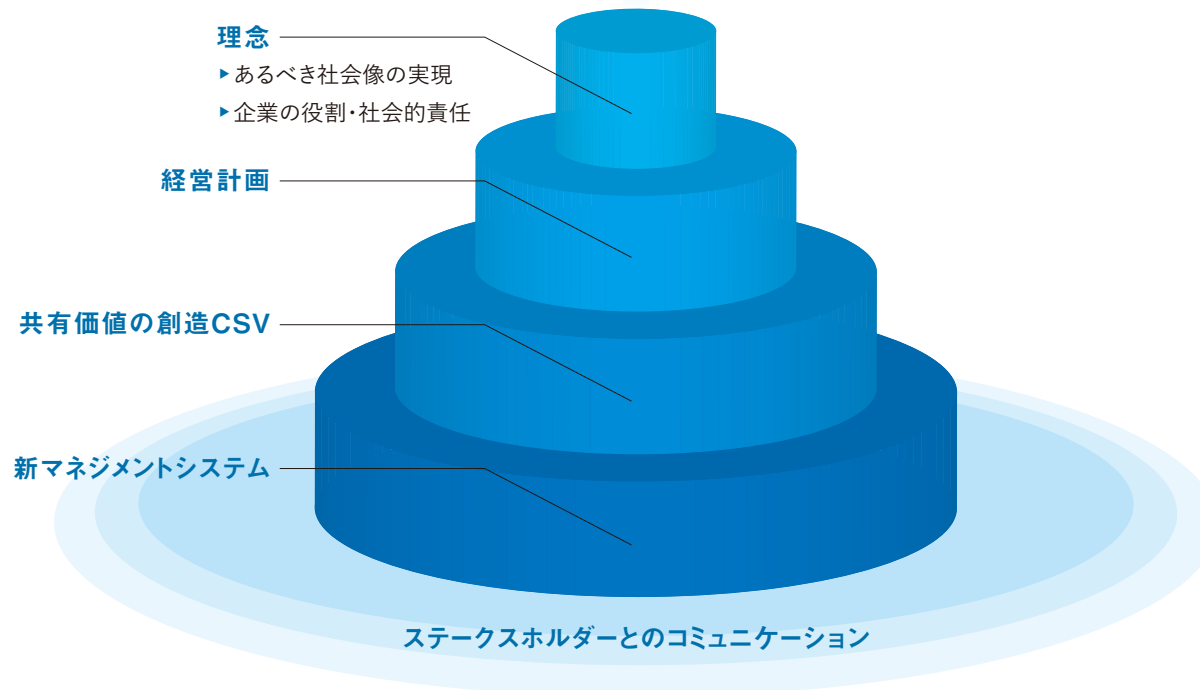 理念
▶あるべき社会像の実現
▶企業の役割・社会的責任
経営計画
共有価値の創造CSV
新マネジメントシステム
ステークスホルダーとのコミュニケーション